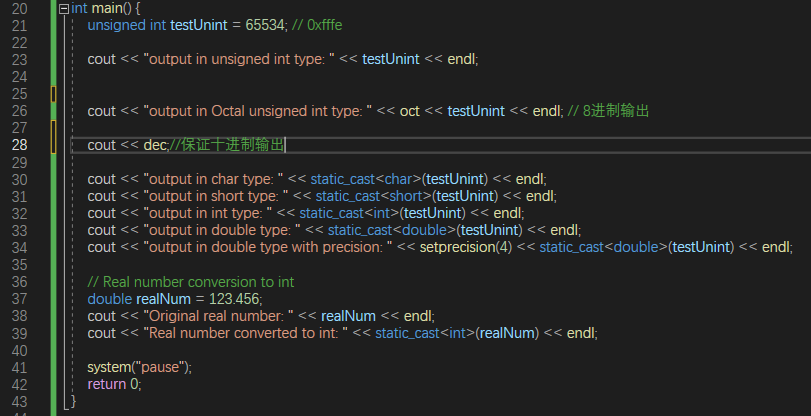 20 int main() {
21 unsigned int testUnint = 65534; // 0xfffe
22
23 cout << "output in unsigned int type: " << testUnint << endl;
24
25
26 cout << "output in Octal unsigned int type: " << oct << testUnint << endl; // 8进制输出
27
28 cout << dec;//保证十进制输出
29
30 cout << "output in char type: " << static_cast<char>(testUnint) << endl;
31 cout << "output in short type: " << static_cast<short>(testUnint) << endl;
32 cout << "output in int type: " << static_cast<int>(testUnint) << endl;
33 cout << "output in double type: " << static_cast<double>(testUnint) << endl;
34 cout << "output in double type with precision: " << setprecision(4) << static_cast<double>(testUnint) << endl;
35
36 // Real number conversion to int
37 double realNum = 123.456;
38 cout << "Original real number: " << realNum << endl;
39 cout << "Real number converted to int: " << static_cast<int>(realNum) << endl;
40
41 system("pause");
42 return 0;
43 }